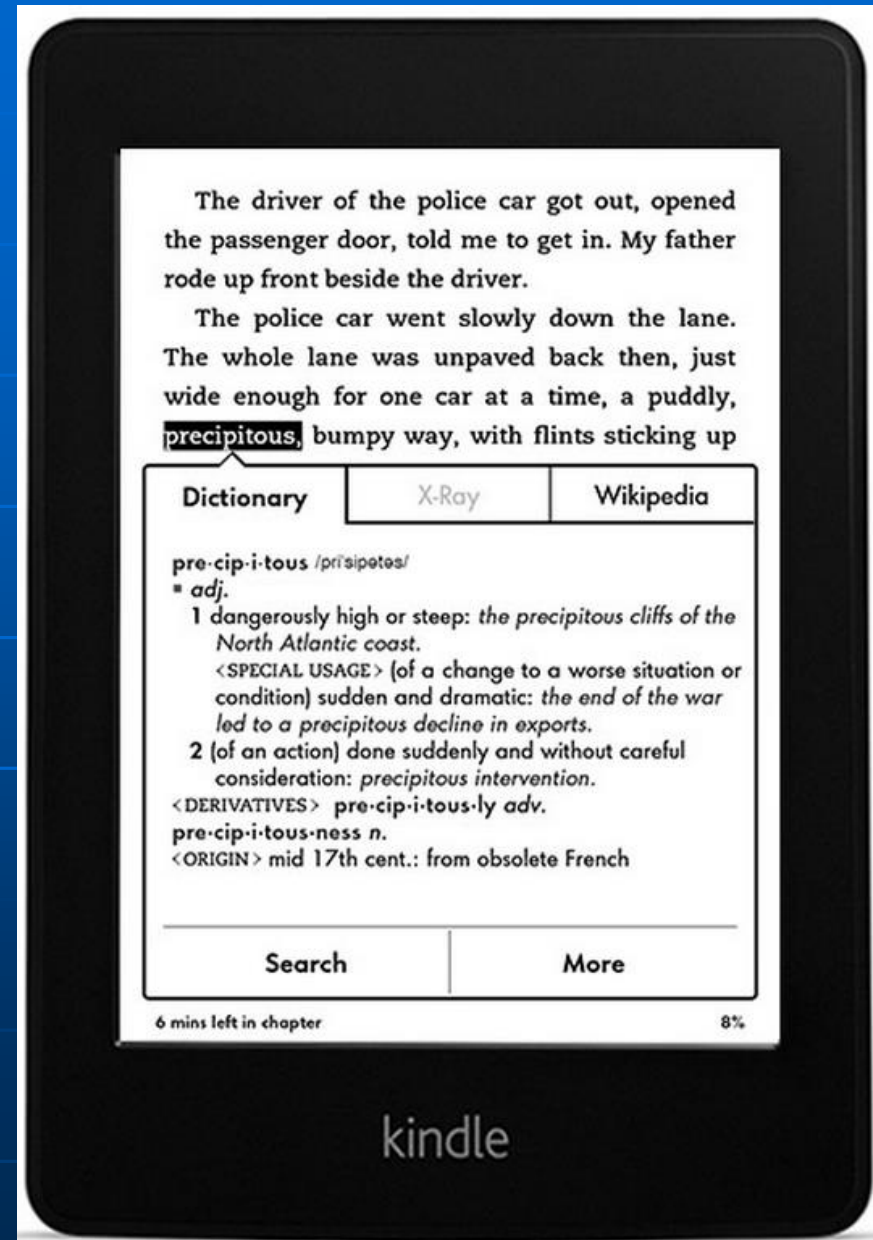 The driver of the police car got out, opened
the passenger door, told me to get in. My father
rode up front beside the driver.
The police car went slowly down the lane.
The whole lane was unpaved back then, just
wide enough for one car at a time, a puddly,
precipitous, bumpy way, with flints sticking up
Dictionary X-Ray Wikipedia
pre·cip·i·tous /pri'sipətəs/
▪ adj.
1 dangerously high or steep: the precipitous cliffs of the
North Atlantic coast.
<SPECIAL USAGE> (of a change to a worse situation or
condition) sudden and dramatic: the end of the war
led to a precipitous decline in exports.
2 (of an action) done suddenly and without careful
consideration: precipitous intervention.
<DERIVATIVES> pre·cip·i·tous·ly adv.
pre·cip·i·tous·ness n.
<ORIGIN> mid 17th cent.: from obsolete French
Search More
6 mins left in chapter 8%
kindle